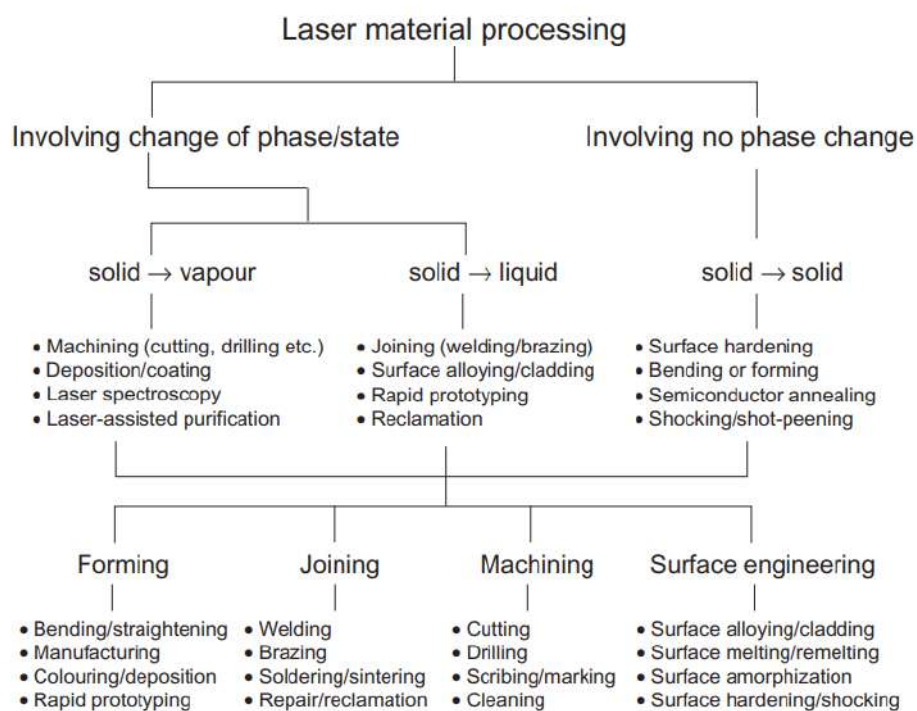 Laser material processing
Involving change of phase/state
Involving no phase change
solid → vapour
solid → liquid
solid → solid
• Machining (cutting, drilling etc.)
• Deposition/coating
• Laser spectroscopy
• Laser-assisted purification
• Joining (welding/brazing)
• Surface alloying/cladding
• Rapid prototyping
• Reclamation
• Surface hardening
• Bending or forming
• Semiconductor annealing
• Shocking/shot-peening
Forming
Joining
Machining
Surface engineering
• Bending/straightening
• Manufacturing
• Colouring/deposition
• Rapid prototyping
• Welding
• Brazing
• Soldering/sintering
• Repair/reclamation
• Cutting
• Drilling
• Scribing/marking
• Cleaning
• Surface alloying/cladding
• Surface melting/remelting
• Surface amorphization
• Surface hardening/shocking